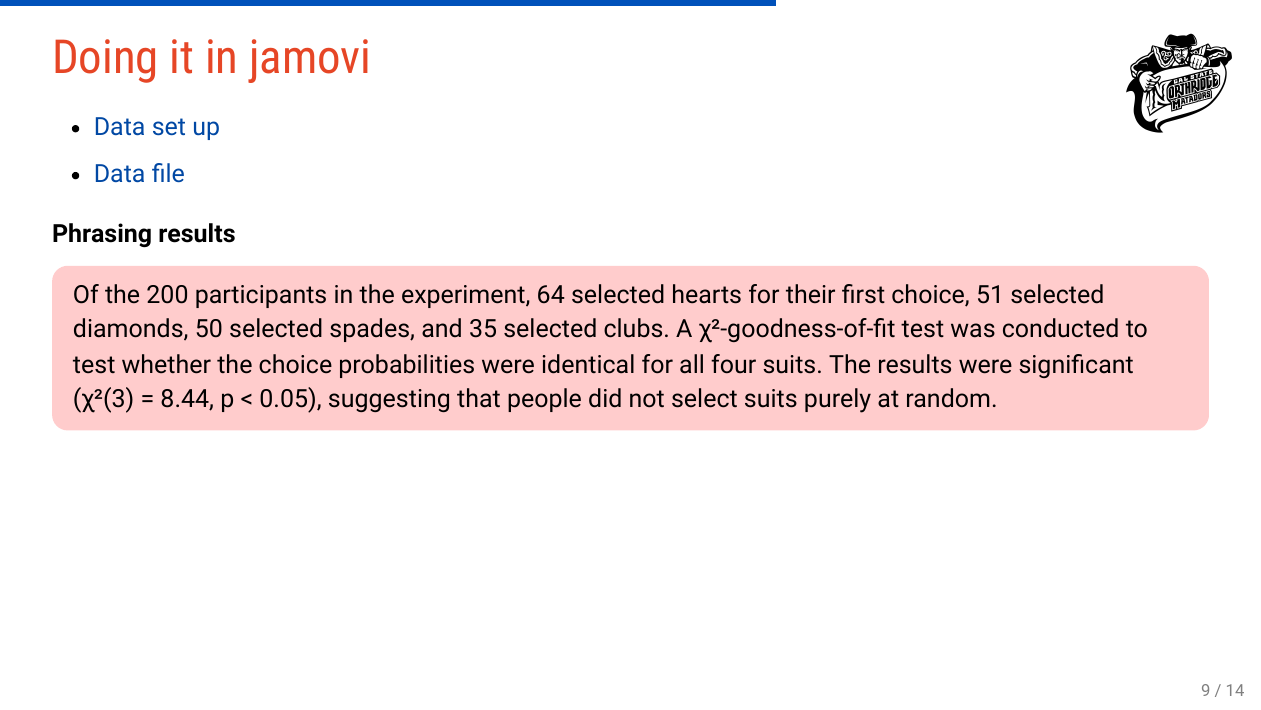 Doing it in jamovi
CAL STATE
NORTHRIDGE
MATADORS
Data set up
Data file
Phrasing results
Of the 200 participants in the experiment, 64 selected hearts for their first choice, 51 selected
diamonds, 50 selected spades, and 35 selected clubs. A χ²-goodness-of-fit test was conducted to
test whether the choice probabilities were identical for all four suits. The results were significant
(χ²(3) = 8.44, p < 0.05), suggesting that people did not select suits purely at random.
9 / 14